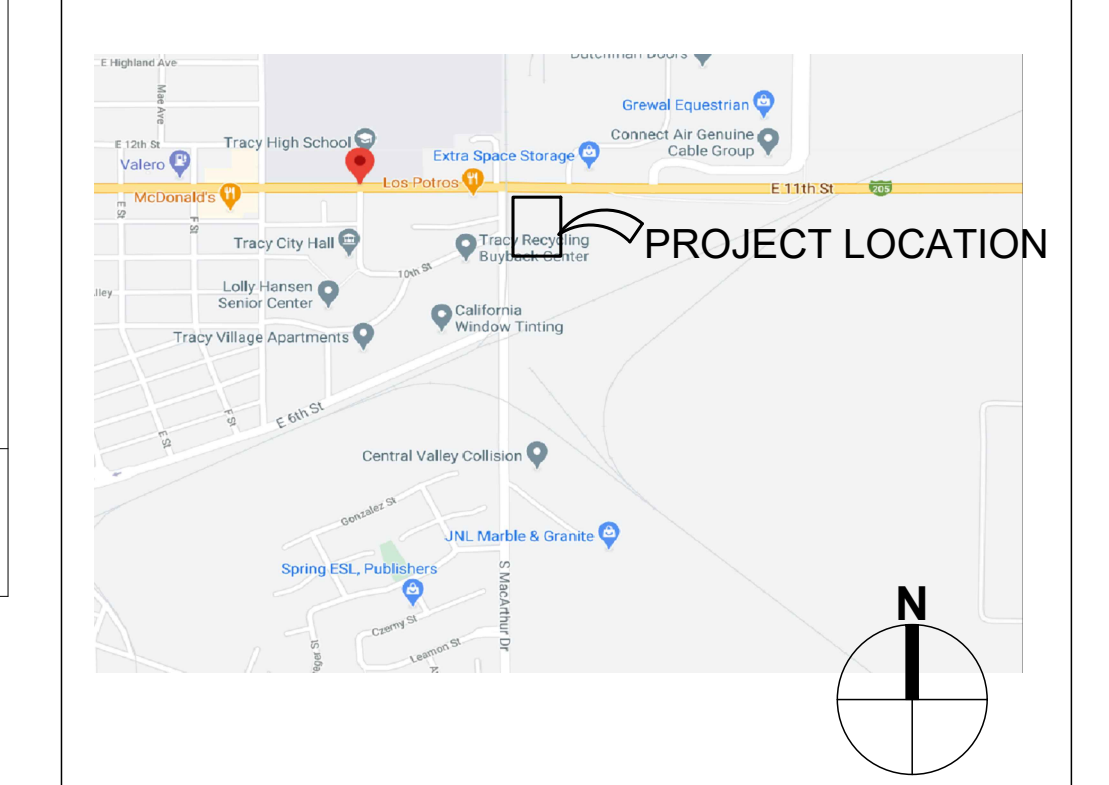 E Highland Ave
Mae Ave
Grewal Equestrian
Connect Air Genuine
Cable Group
E 12th St
Tracy High School
Valero
Extra Space Storage
McDonald's
Los Potros
E 11th St
205
E St
F St
Tracy City Hall
Tracy Recycling
Buyback Center
PROJECT LOCATION
10th St
Lolly Hansen
Senior Center
California
Window Tinting
Tracy Village Apartments
E 6th St
F St
E St
Central Valley Collision
Gonzalez St
JNL Marble & Granite
Spring ESL, Publishers
S MacArthur Dr
Czerny St
Leamon St
N